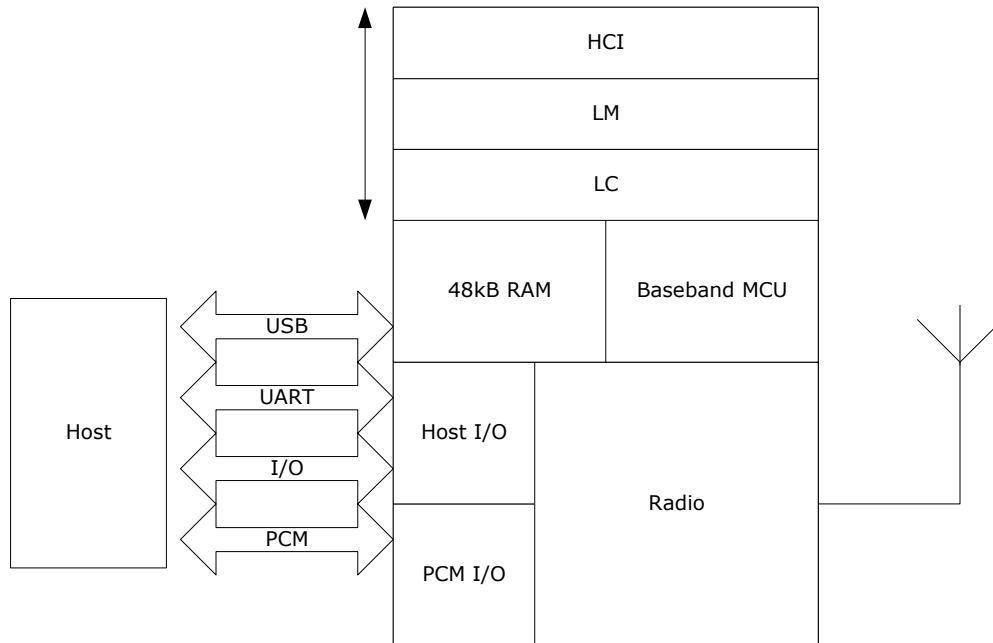 HCI
LM
LC
48kB RAM
Baseband MCU
USB
UART
Host
Host I/O
I/O
Radio
PCM
PCM I/O